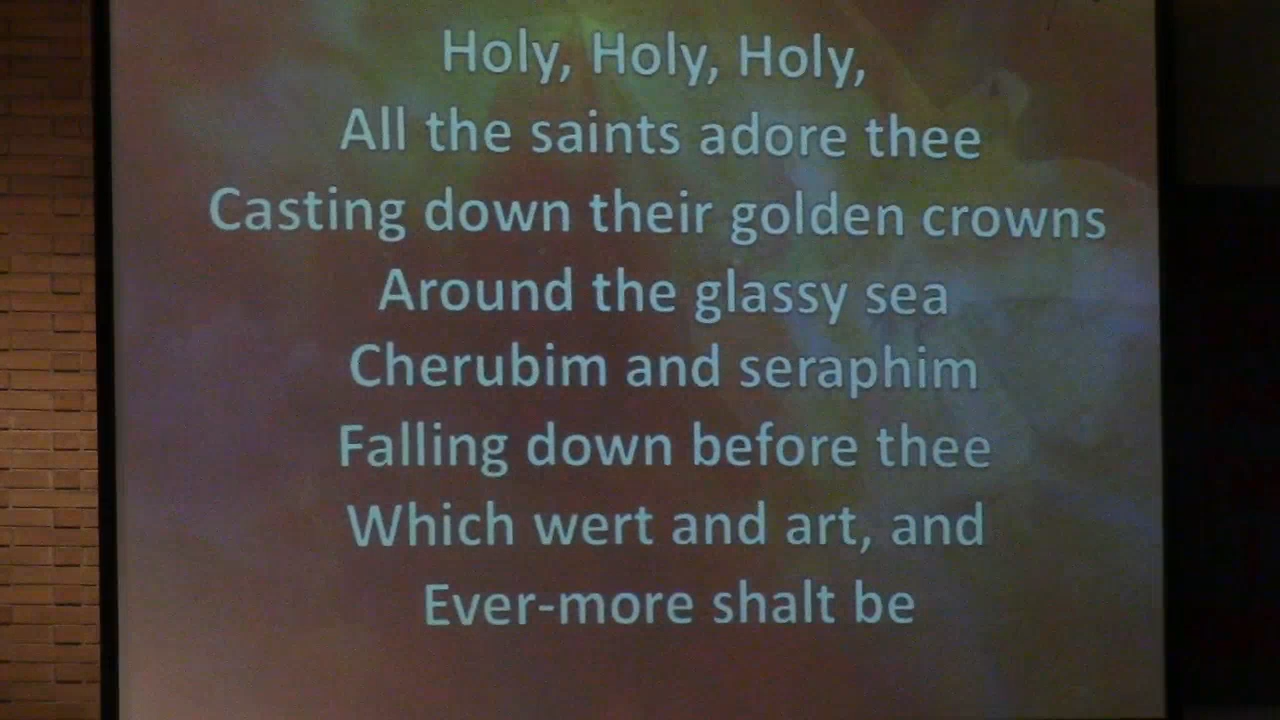 Holy, Holy, Holy,
All the saints adore thee
Casting down their golden crowns
Around the glassy sea
Cherubim and seraphim
Falling down before thee
Which wert and art, and
Ever-more shalt be